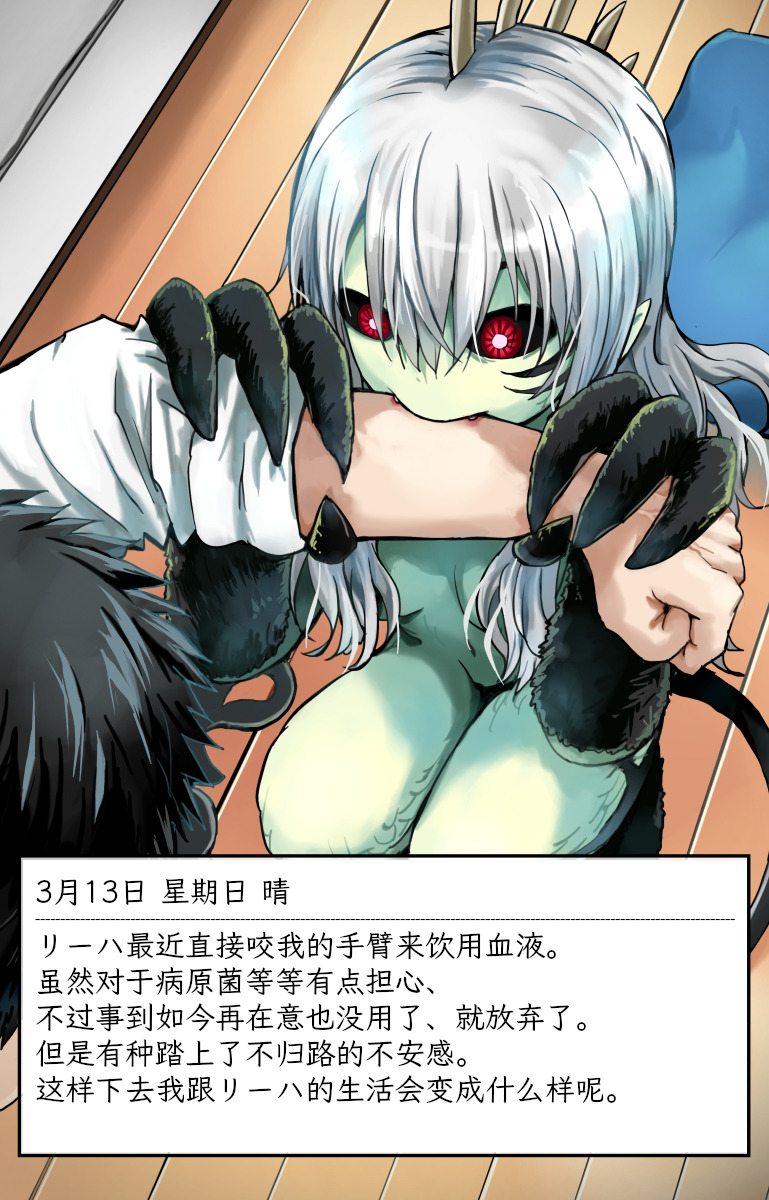 3月13日 星期日 晴
リーハ最近直接咬我的手臂来饮用血液。
虽然对于病原菌等等有点担心、
不过事到如今再在意也没用了、就放弃了。
但是有种踏上了不归路的不安感。
这样下去我跟リーハ的生活会变成什么样呢。